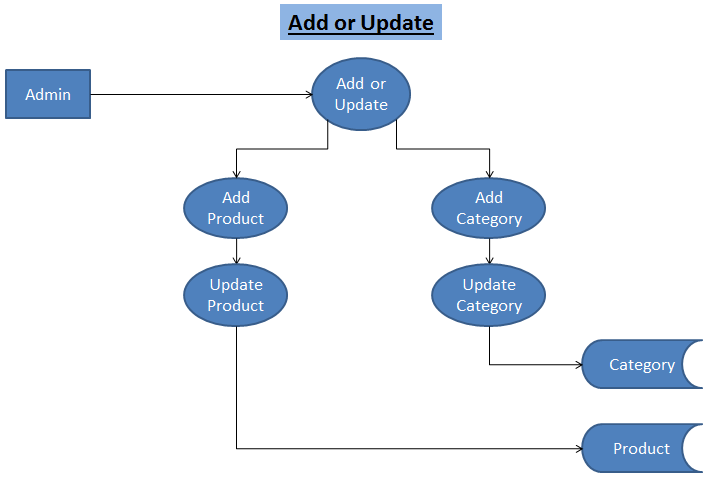 Add or Update
Admin
Add or
Update
Add
Product
Add
Category
Update
Product
Update
Category
Category
Product